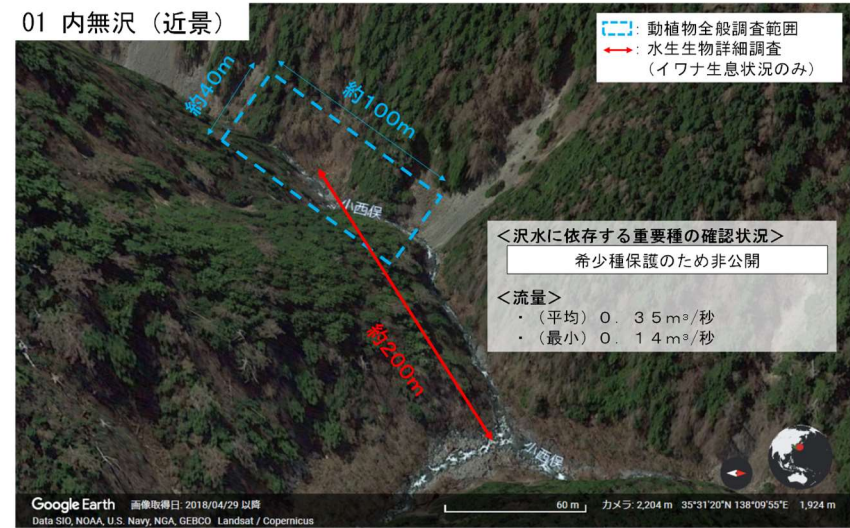 01 内無沢（近景）
：動植物全般調査範囲
：水生生物詳細調査
（イワナ生息状況のみ）
約40m
約100m
小西俣
＜沢水に依存する重要種の確認状況＞
希少種保護のため非公開
＜流量＞
・（平均）０．３５m³/秒
・（最小）０．１４m³/秒
約200m
小西俣
Google Earth 画像取得日: 2018/04/29 以降
60 m
カメラ: 2,204 m 35°31'20"N 138°09'55"E 1,924 m
Data SIO, NOAA, U.S. Navy, NGA, GEBCO Landsat / Copernicus